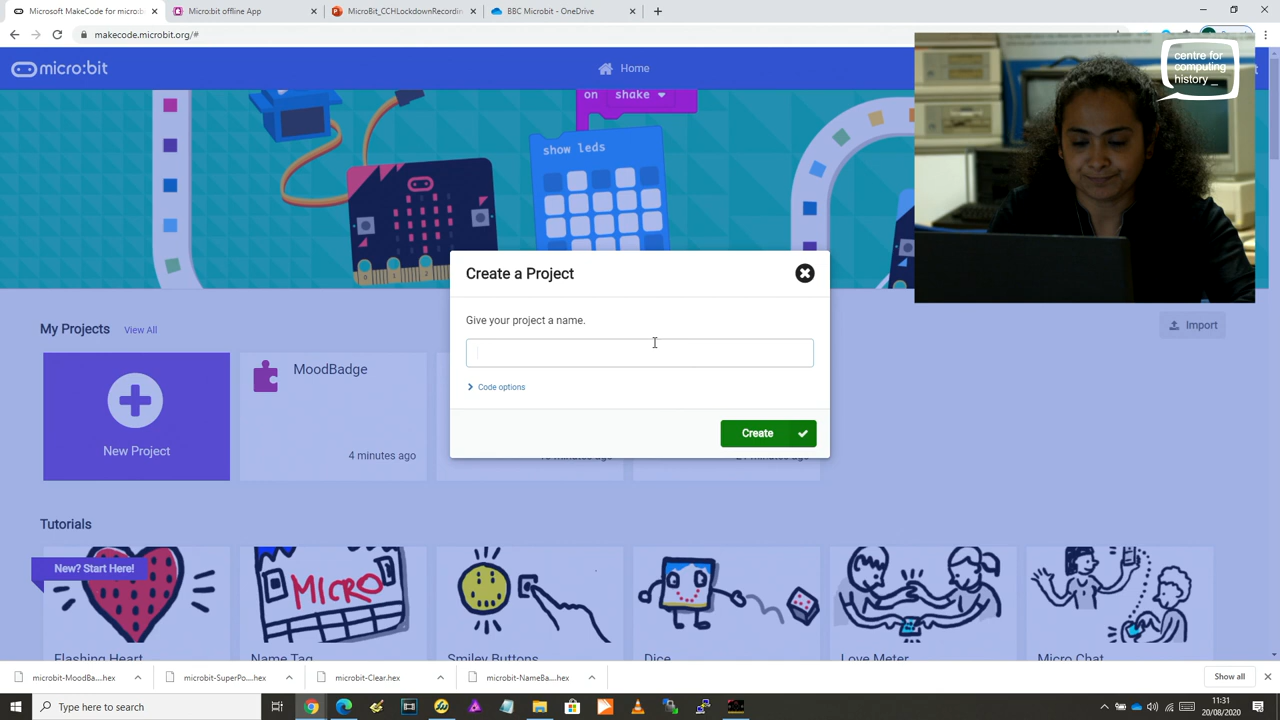 Microsoft MakeCode for micro:b
Microbit offline App
MicroBit_CCHLockdownRecordin
BBC Microbit - OneDrive
makecode.microbit.org/#
micro:bit
Home
centre for
computing
history _
on shake
show leds
0 1 2
Create a Project
Give your project a name.
Code options
Create
My Projects
View All
Import
New Project
MoodBadge
4 minutes ago
Tutorials
New? Start Here!
MICRO
Flashing Heart
Name Tag
Smiley Buttons
Dice
Love Meter
Micro Chat
microbit-MoodBa....hex
microbit-SuperPo....hex
microbit-Clear.hex
microbit-NameBa....hex
Show all
Type here to search
11:31
20/08/2020